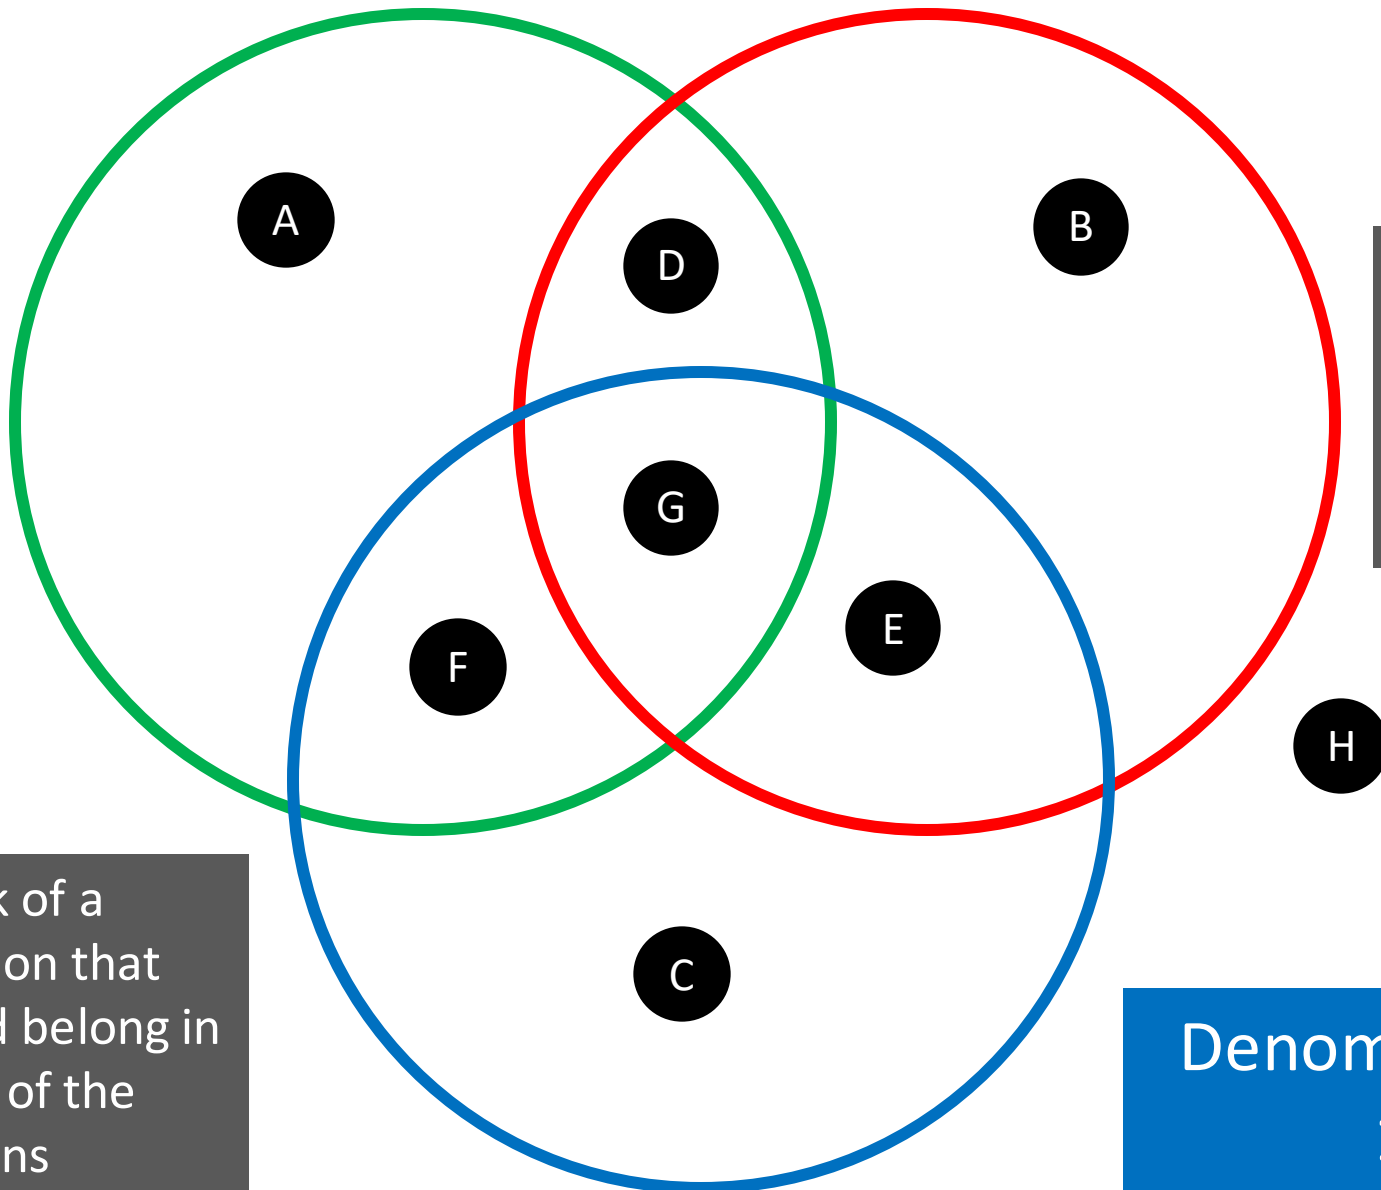 A
B
D
G
E
F
H
C
of a
on that
belong in
of the
ns
Denom